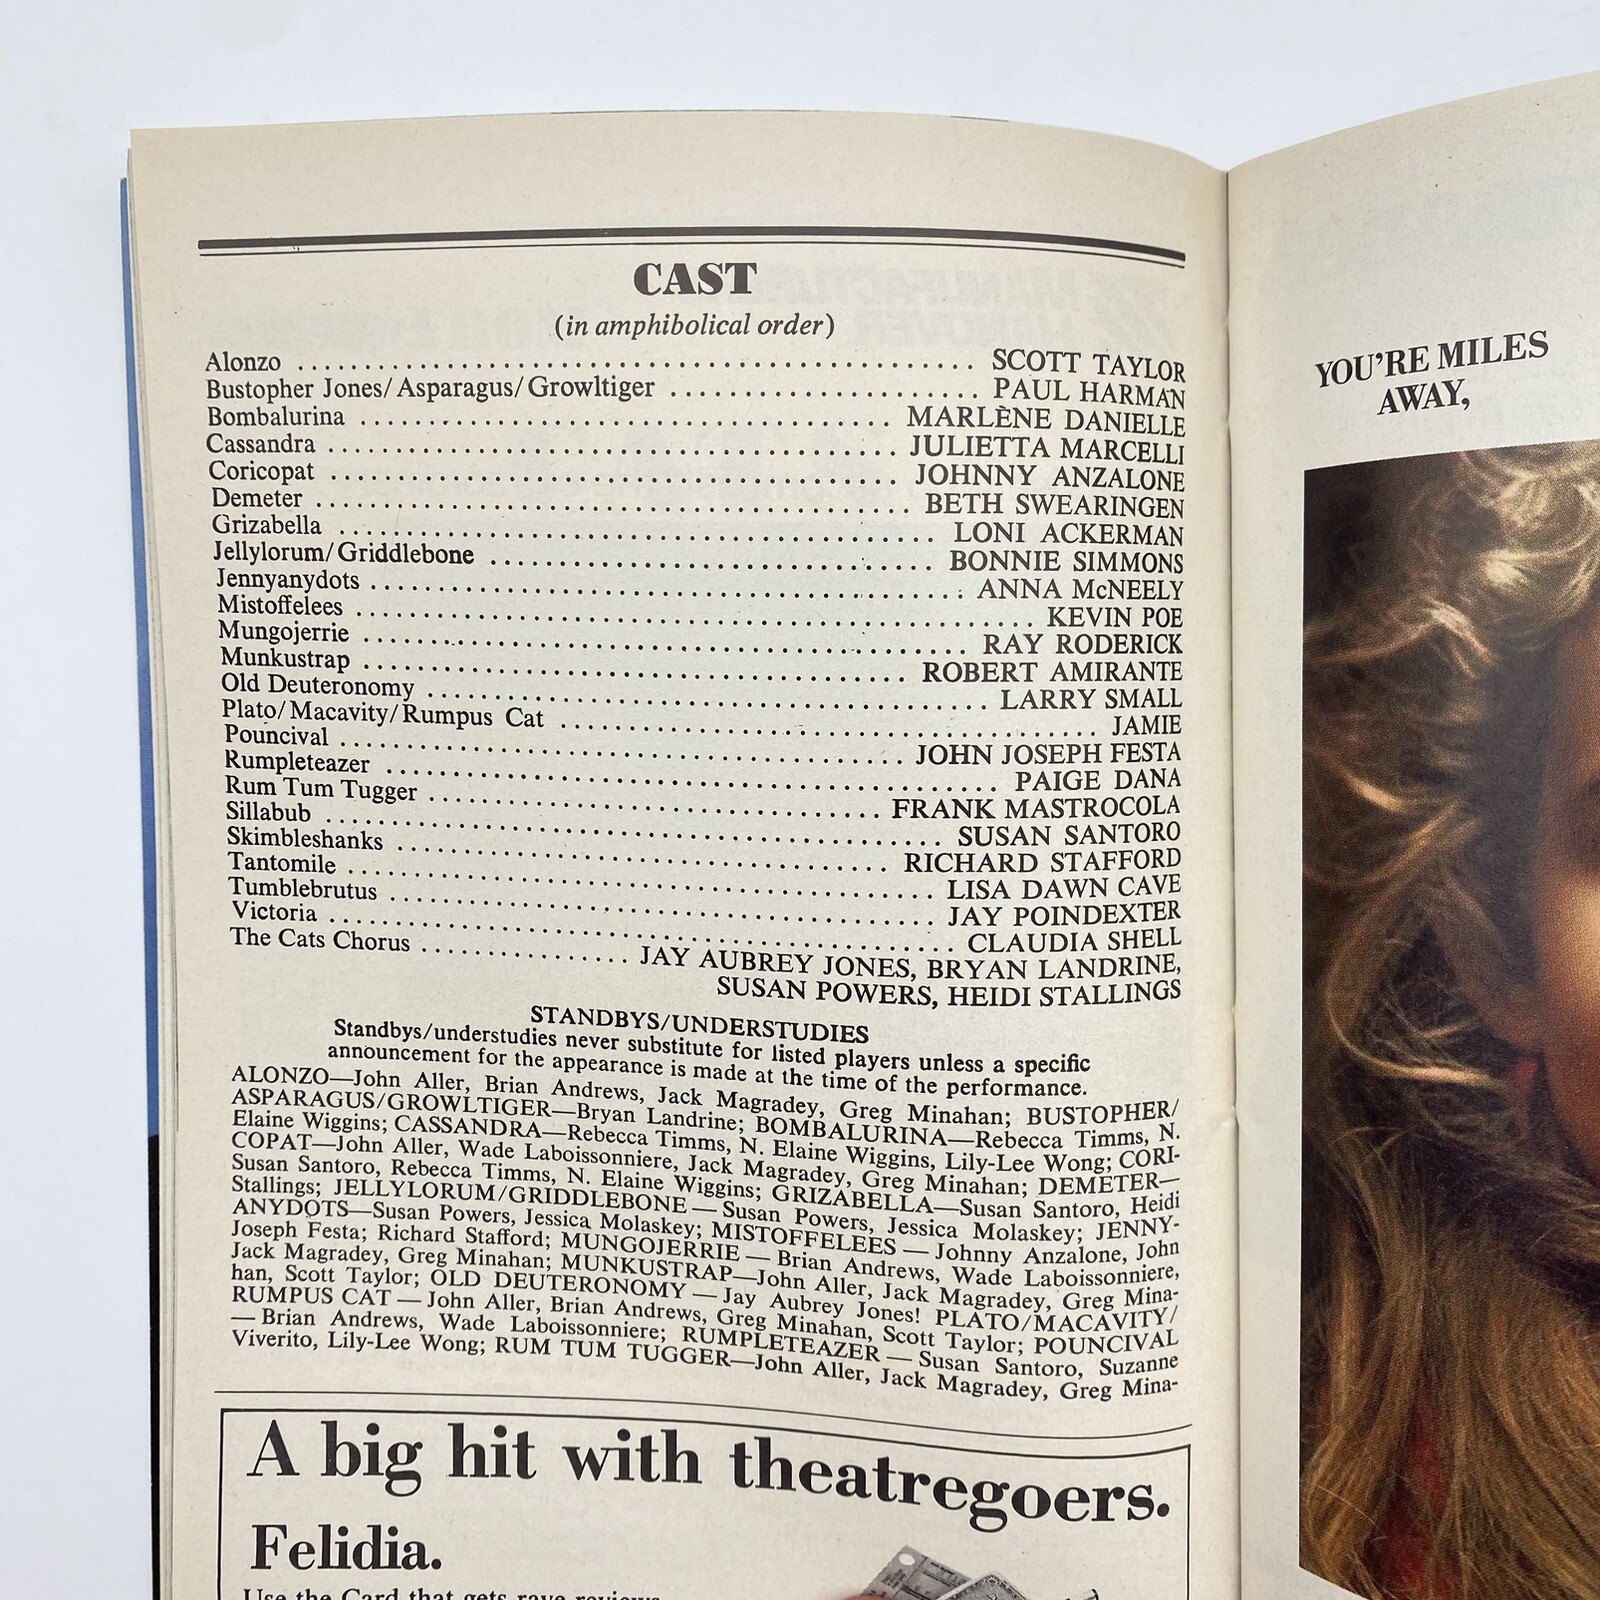 CAST
(in amphibolical order)
Alonzo ........ SCOTT TAYLOR
Bustopher Jones/Asparagus/Growltiger ........ PAUL HARMAN
Bombalurina ........ MARLÈNE DANIELLE
Cassandra ........ JULIETTA MARCELLI
Coricopat ........ JOHNNY ANZALONE
Demeter ........ BETH SWEARINGEN
Grizabella ........ LONI ACKERMAN
Jellylorum/Griddlebone ........ BONNIE SIMMONS
Jennyanydots ........ ANNA McNEELY
Mistoffelees ........ KEVIN POE
Mungojerrie ........ RAY RODERICK
Munkustrap ........ ROBERT AMIRANTE
Old Deuteronomy ........ LARRY SMALL
Plato/Macavity/Rumpus Cat ........ JAMIE
Pouncival ........ JOHN JOSEPH FESTA
Rumpleteazer ........ PAIGE DANA
Rum Tum Tugger ........ FRANK MASTROCOLA
Sillabub ........ SUSAN SANTORO
Skimbleshanks ........ RICHARD STAFFORD
Tantomile ........ LISA DAWN CAVE
Tumblebrutus ........ JAY POINDEXTER
Victoria ........ CLAUDIA SHELL
The Cats Chorus ........ JAY AUBREY JONES, BRYAN LANDRINE,
SUSAN POWERS, HEIDI STALLINGS
STANDBYS/UNDERSTUDIES
Standbys/understudies never substitute for listed players unless a specific
announcement for the appearance is made at the time of the performance.
ALONZO—John Aller, Brian Andrews, Jack Magradey, Greg Minahan; BUSTOPHER/
ASPARAGUS/GROWLTIGER—Bryan Landrine; BOMBALURINA—Rebecca Timms, N.
Elaine Wiggins; CASSANDRA—Rebecca Timms, N. Elaine Wiggins, Lily-Lee Wong; CORI-
COPAT—John Aller, Wade Laboissonniere, Jack Magradey, Greg Minahan; DEMETER—
Susan Santoro, Rebecca Timms, N. Elaine Wiggins; GRIZABELLA—Susan Santoro, Heidi
Stallings; JELLYLORUM/GRIDDLEBONE — Susan Powers, Jessica Molaskey; JENNY-
ANYDOTS—Susan Powers, Jessica Molaskey; MISTOFFELEES — Johnny Anzalone, John
Joseph Festa; Richard Stafford; MUNGOJERRIE — Brian Andrews, Wade Laboissonniere,
Jack Magradey, Greg Minahan; MUNKUSTRAP—John Aller, Jack Magradey, Greg Mina-
han, Scott Taylor; OLD DEUTERONOMY — Jay Aubrey Jones! PLATO/MACAVITY/
RUMPUS CAT — John Aller, Brian Andrews, Greg Minahan, Scott Taylor; POUNCIVAL
— Brian Andrews, Wade Laboissonniere; RUMPLETEAZER — Susan Santoro, Suzanne
Viverito, Lily-Lee Wong; RUM TUM TUGGER—John Aller, Jack Magradey, Greg Mina-
A big hit with theatregoers.
Felidia.
Use the Card that gets rave reviews
YOU'RE MILES
AWAY,